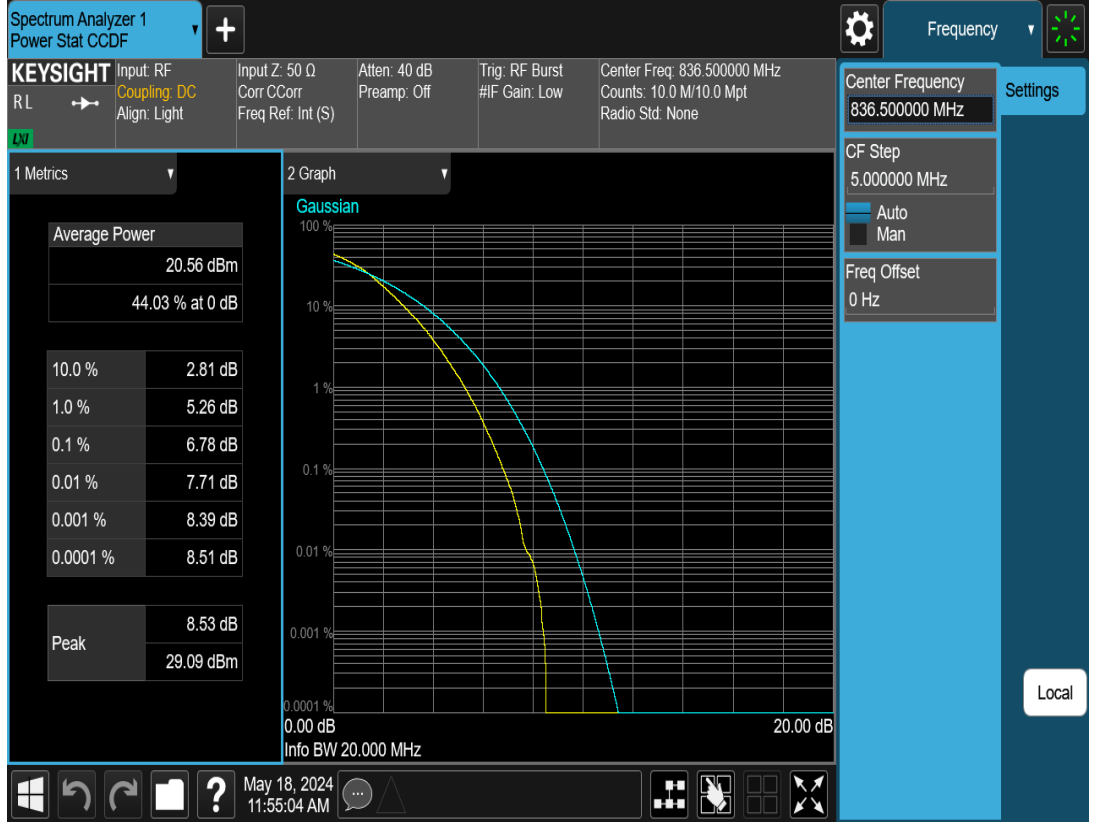 Spectrum Analyzer 1
Power Stat CCDF
+
Frequency
KEYSIGHT
RL
LXI
Input: RF
Coupling: DC
Align: Light
Input Z: 50 Ω
Corr CCorr
Freq Ref: Int (S)
Atten: 40 dB
Preamp: Off
Trig: RF Burst
#IF Gain: Low
Center Freq: 836.500000 MHz
Counts: 10.0 M/10.0 Mpt
Radio Std: None
Center Frequency
836.500000 MHz
Settings
CF Step
5.000000 MHz
Auto
Man
Freq Offset
0 Hz
Local
1 Metrics
Average Power
20.56 dBm
44.03 % at 0 dB
10.0 % 2.81 dB
1.0 % 5.26 dB
0.1 % 6.78 dB
0.01 % 7.71 dB
0.001 % 8.39 dB
0.0001 % 8.51 dB
Peak
8.53 dB
29.09 dBm
2 Graph
Gaussian
100 %
10 %
1 %
0.1 %
0.01 %
0.001 %
0.0001 %
0.00 dB 20.00 dB
Info BW 20.000 MHz
?
May 18, 2024
11:55:04 AM